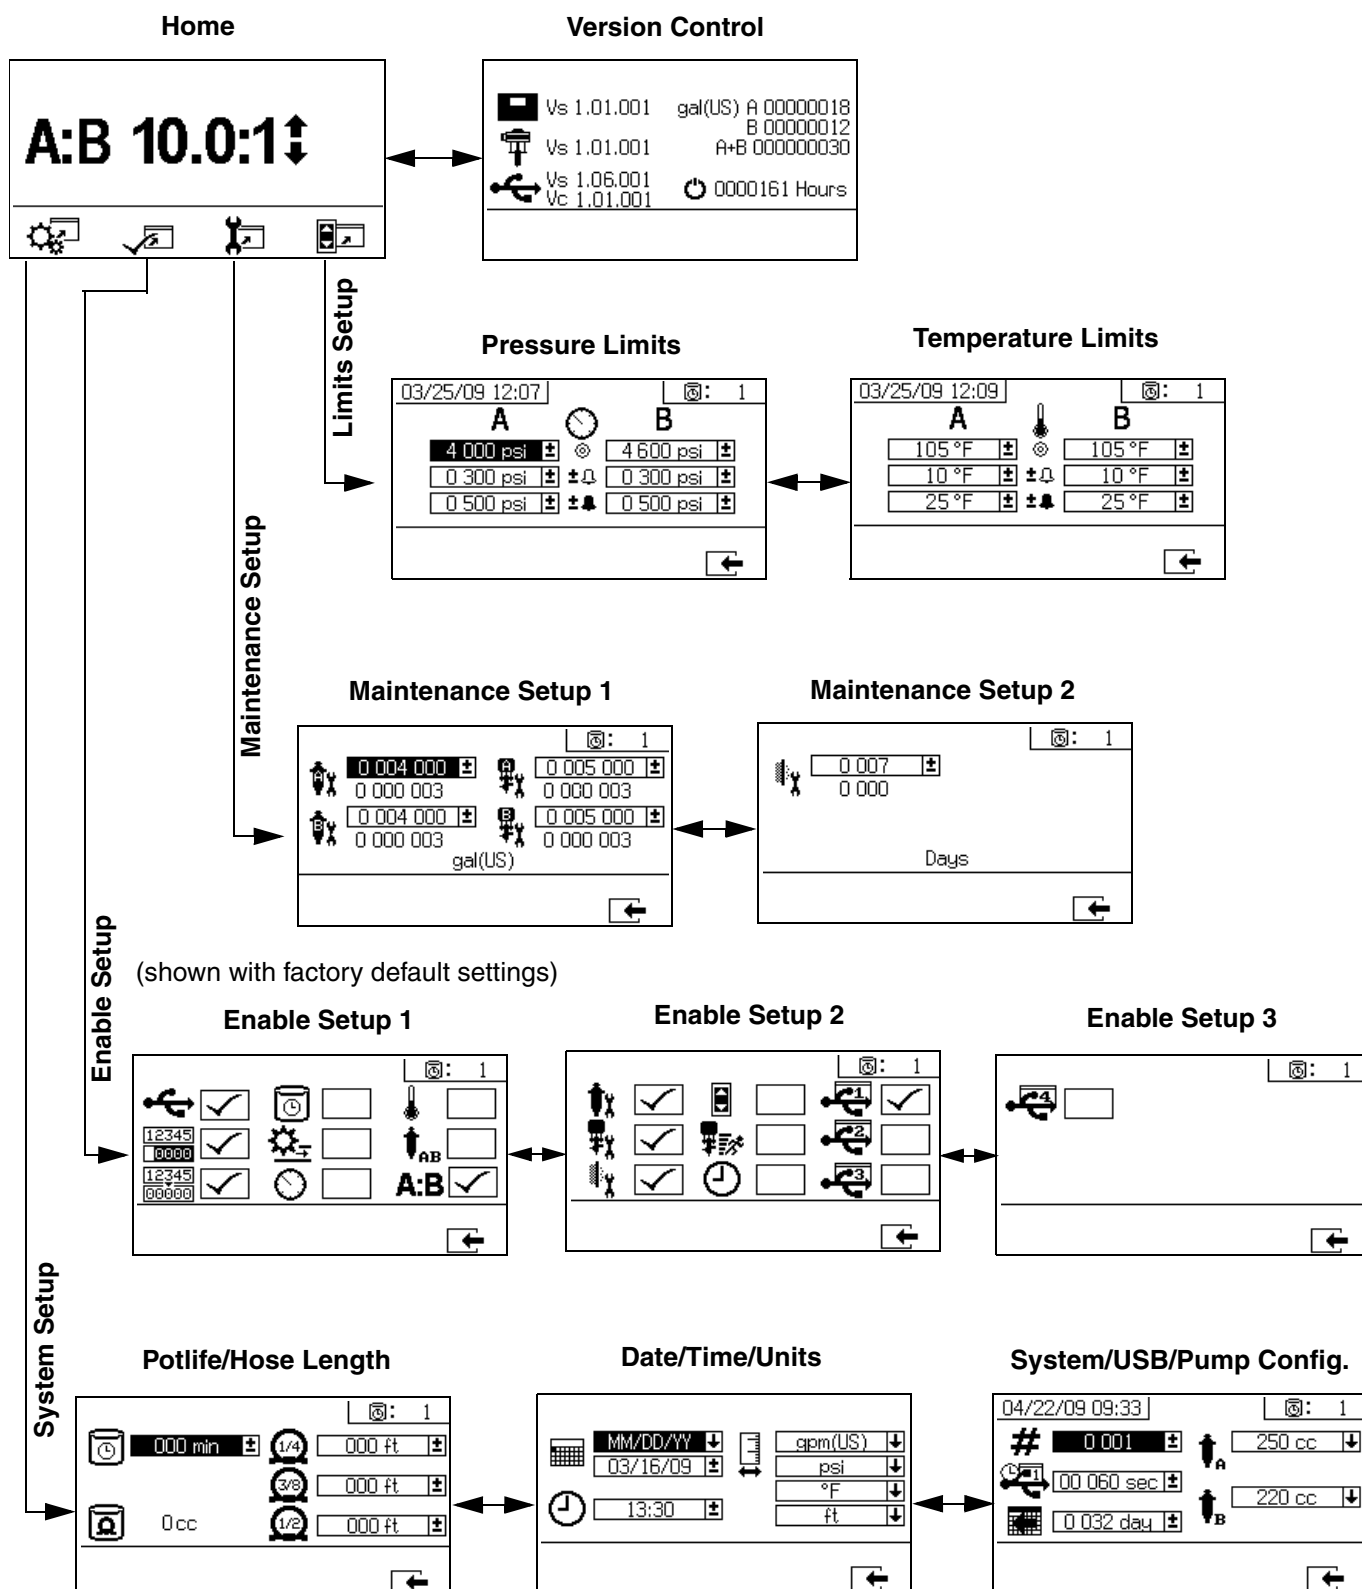 Home
A:B 10.0:1
Version Control
Vs 1.01.001 gal(US) A 00000018
B 00000012
Vs 1.01.001 A+B 000000030
Vs 1.06.001
Vc 1.01.001 0000161 Hours
Limits Setup
Pressure Limits
03/25/09 12:07 : 1
A B
4 000 psi ± 4 600 psi ±
0 300 psi ± ± 0 300 psi ±
0 500 psi ± ± 0 500 psi ±
Temperature Limits
03/25/09 12:09 : 1
A B
105 °F ± 105 °F ±
10 °F ± ± 10 °F ±
25 °F ± ± 25 °F ±
Maintenance Setup
Maintenance Setup 1
: 1
A 0 004 000 ± A 0 005 000 ±
0 000 003 0 000 003
B 0 004 000 ± B 0 005 000 ±
0 000 003 0 000 003
gal(US)
Maintenance Setup 2
: 1
0 007 ±
0 000
Days
Enable Setup
(shown with factory default settings)
Enable Setup 1
: 1
12345
0000
AB
12345
00000
A:B
Enable Setup 2
: 1
1
2
3
Enable Setup 3
: 1
4
System Setup
Potlife/Hose Length
: 1
000 min ± 1/4 000 ft ±
3/8 000 ft ±
0 cc 1/2 000 ft ±
Date/Time/Units
MM/DD/YY gpm(US)
03/16/09 ± psi
°F
13:30 ± ft
System/USB/Pump Config.
04/22/09 09:33 : 1
# 0 001 ± A 250 cc
1 00 060 sec ±
0 032 day ± B 220 cc